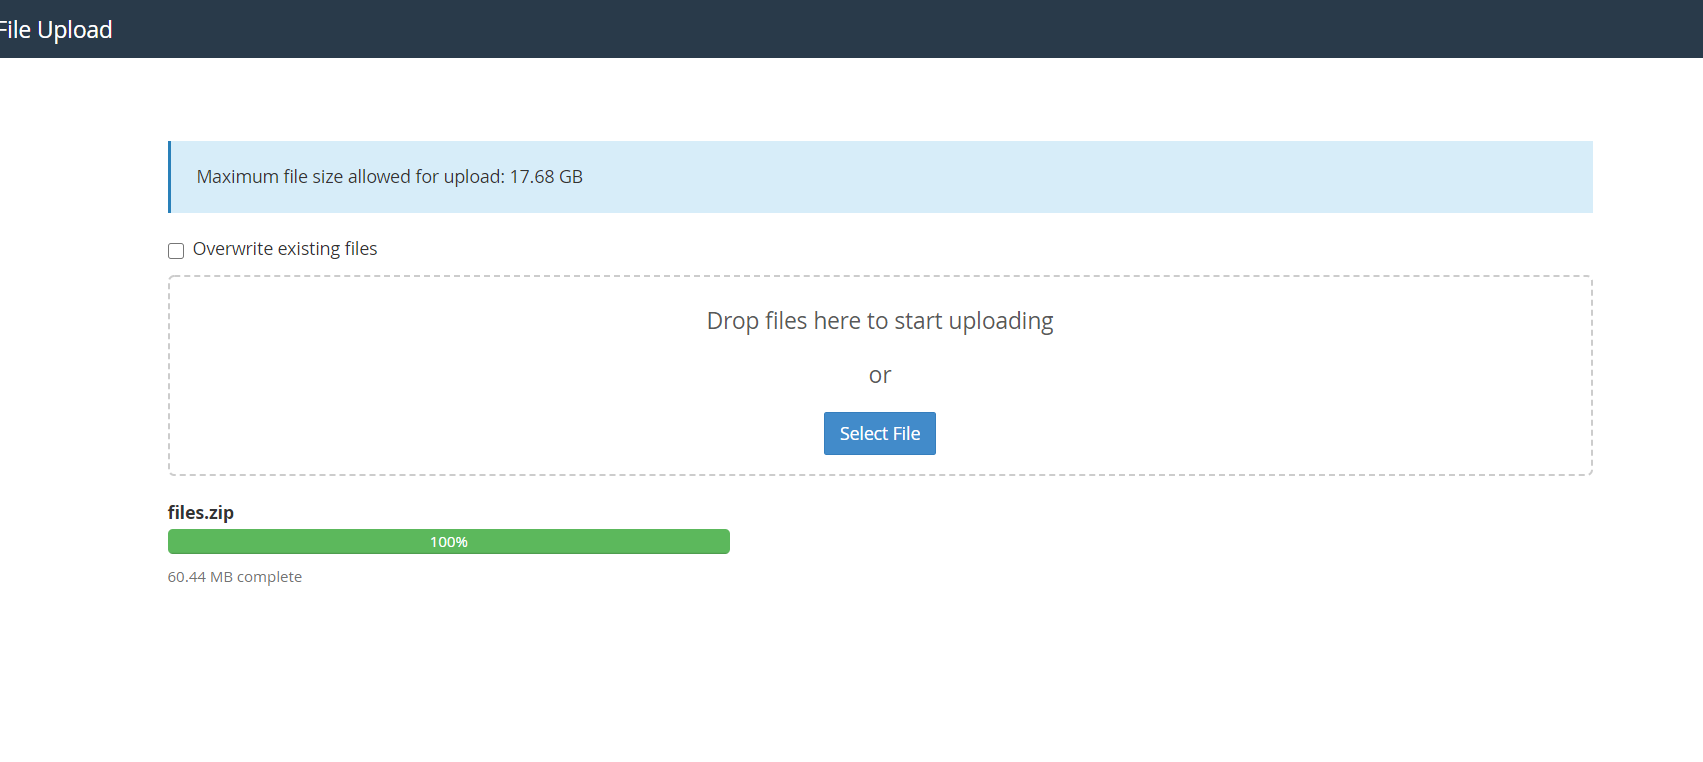 File Upload
Maximum file size allowed for upload: 17.68 GB
Overwrite existing files
Drop files here to start uploading
or
Select File
files.zip
100%
60.44 MB complete